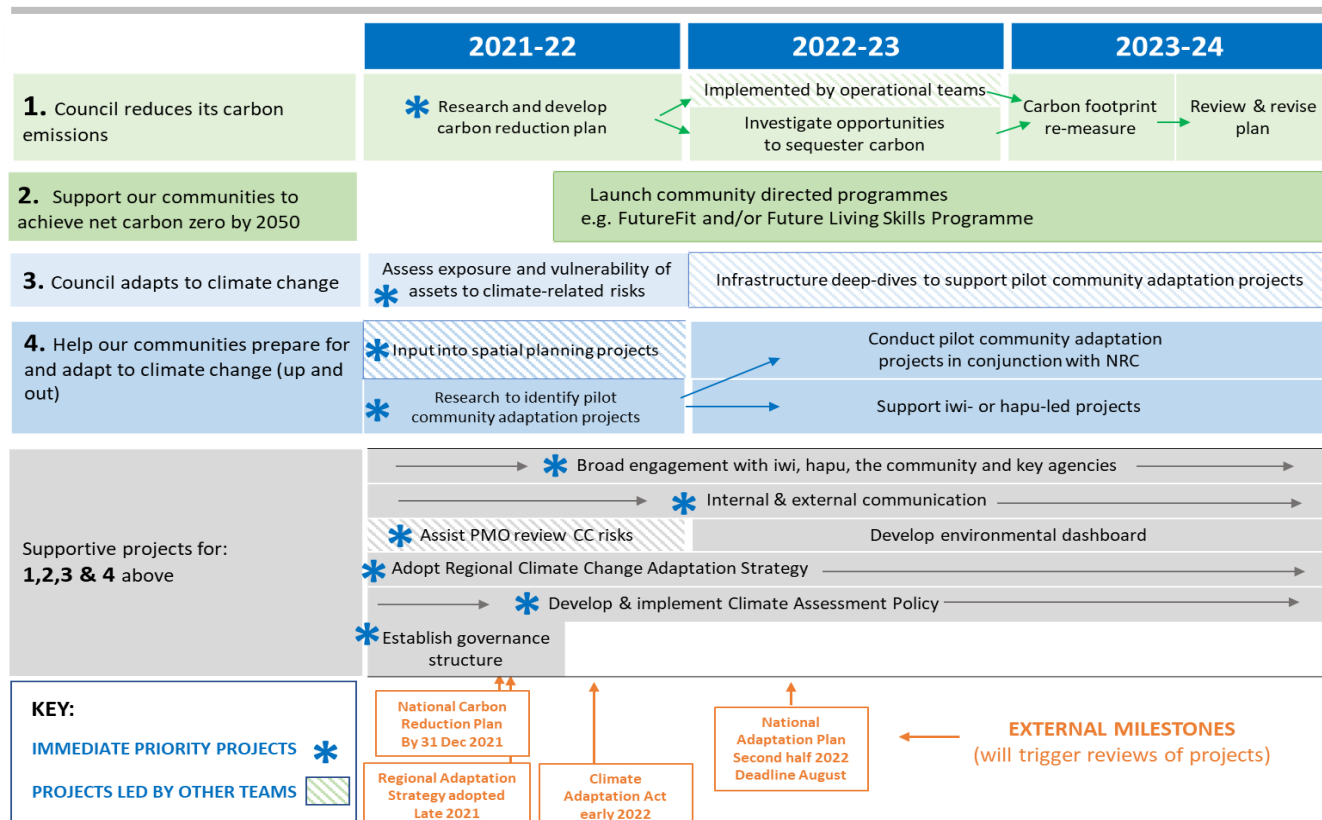 2021-22
2022-23
2023-24
1. Council reduces its carbon
emissions
Research and develop
carbon reduction plan
Implemented by operational teams
Investigate opportunities
to sequester carbon
Carbon footprint
re-measure
Review & revise
plan
2. Support our communities to
achieve net carbon zero by 2050
Launch community directed programmes
e.g. FutureFit and/or Future Living Skills Programme
3. Council adapts to climate change
Assess exposure and vulnerability of
assets to climate-related risks
Infrastructure deep-dives to support pilot community adaptation projects
4. Help our communities prepare for
and adapt to climate change (up and
out)
Input into spatial planning projects
Research to identify pilot
community adaptation projects
Conduct pilot community adaptation
projects in conjunction with NRC
Support iwi- or hapu-led projects
Supportive projects for:
1,2,3 & 4 above
Broad engagement with iwi, hapu, the community and key agencies
Internal & external communication
Assist PMO review CC risks
Develop environmental dashboard
Adopt Regional Climate Change Adaptation Strategy
Develop & implement Climate Assessment Policy
Establish governance
structure
KEY:
IMMEDIATE PRIORITY PROJECTS
PROJECTS LED BY OTHER TEAMS
National Carbon
Reduction Plan
By 31 Dec 2021
Regional Adaptation
Strategy adopted
Late 2021
Climate
Adaptation Act
early 2022
National
Adaptation Plan
Second half 2022
Deadline August
EXTERNAL MILESTONES
(will trigger reviews of projects)